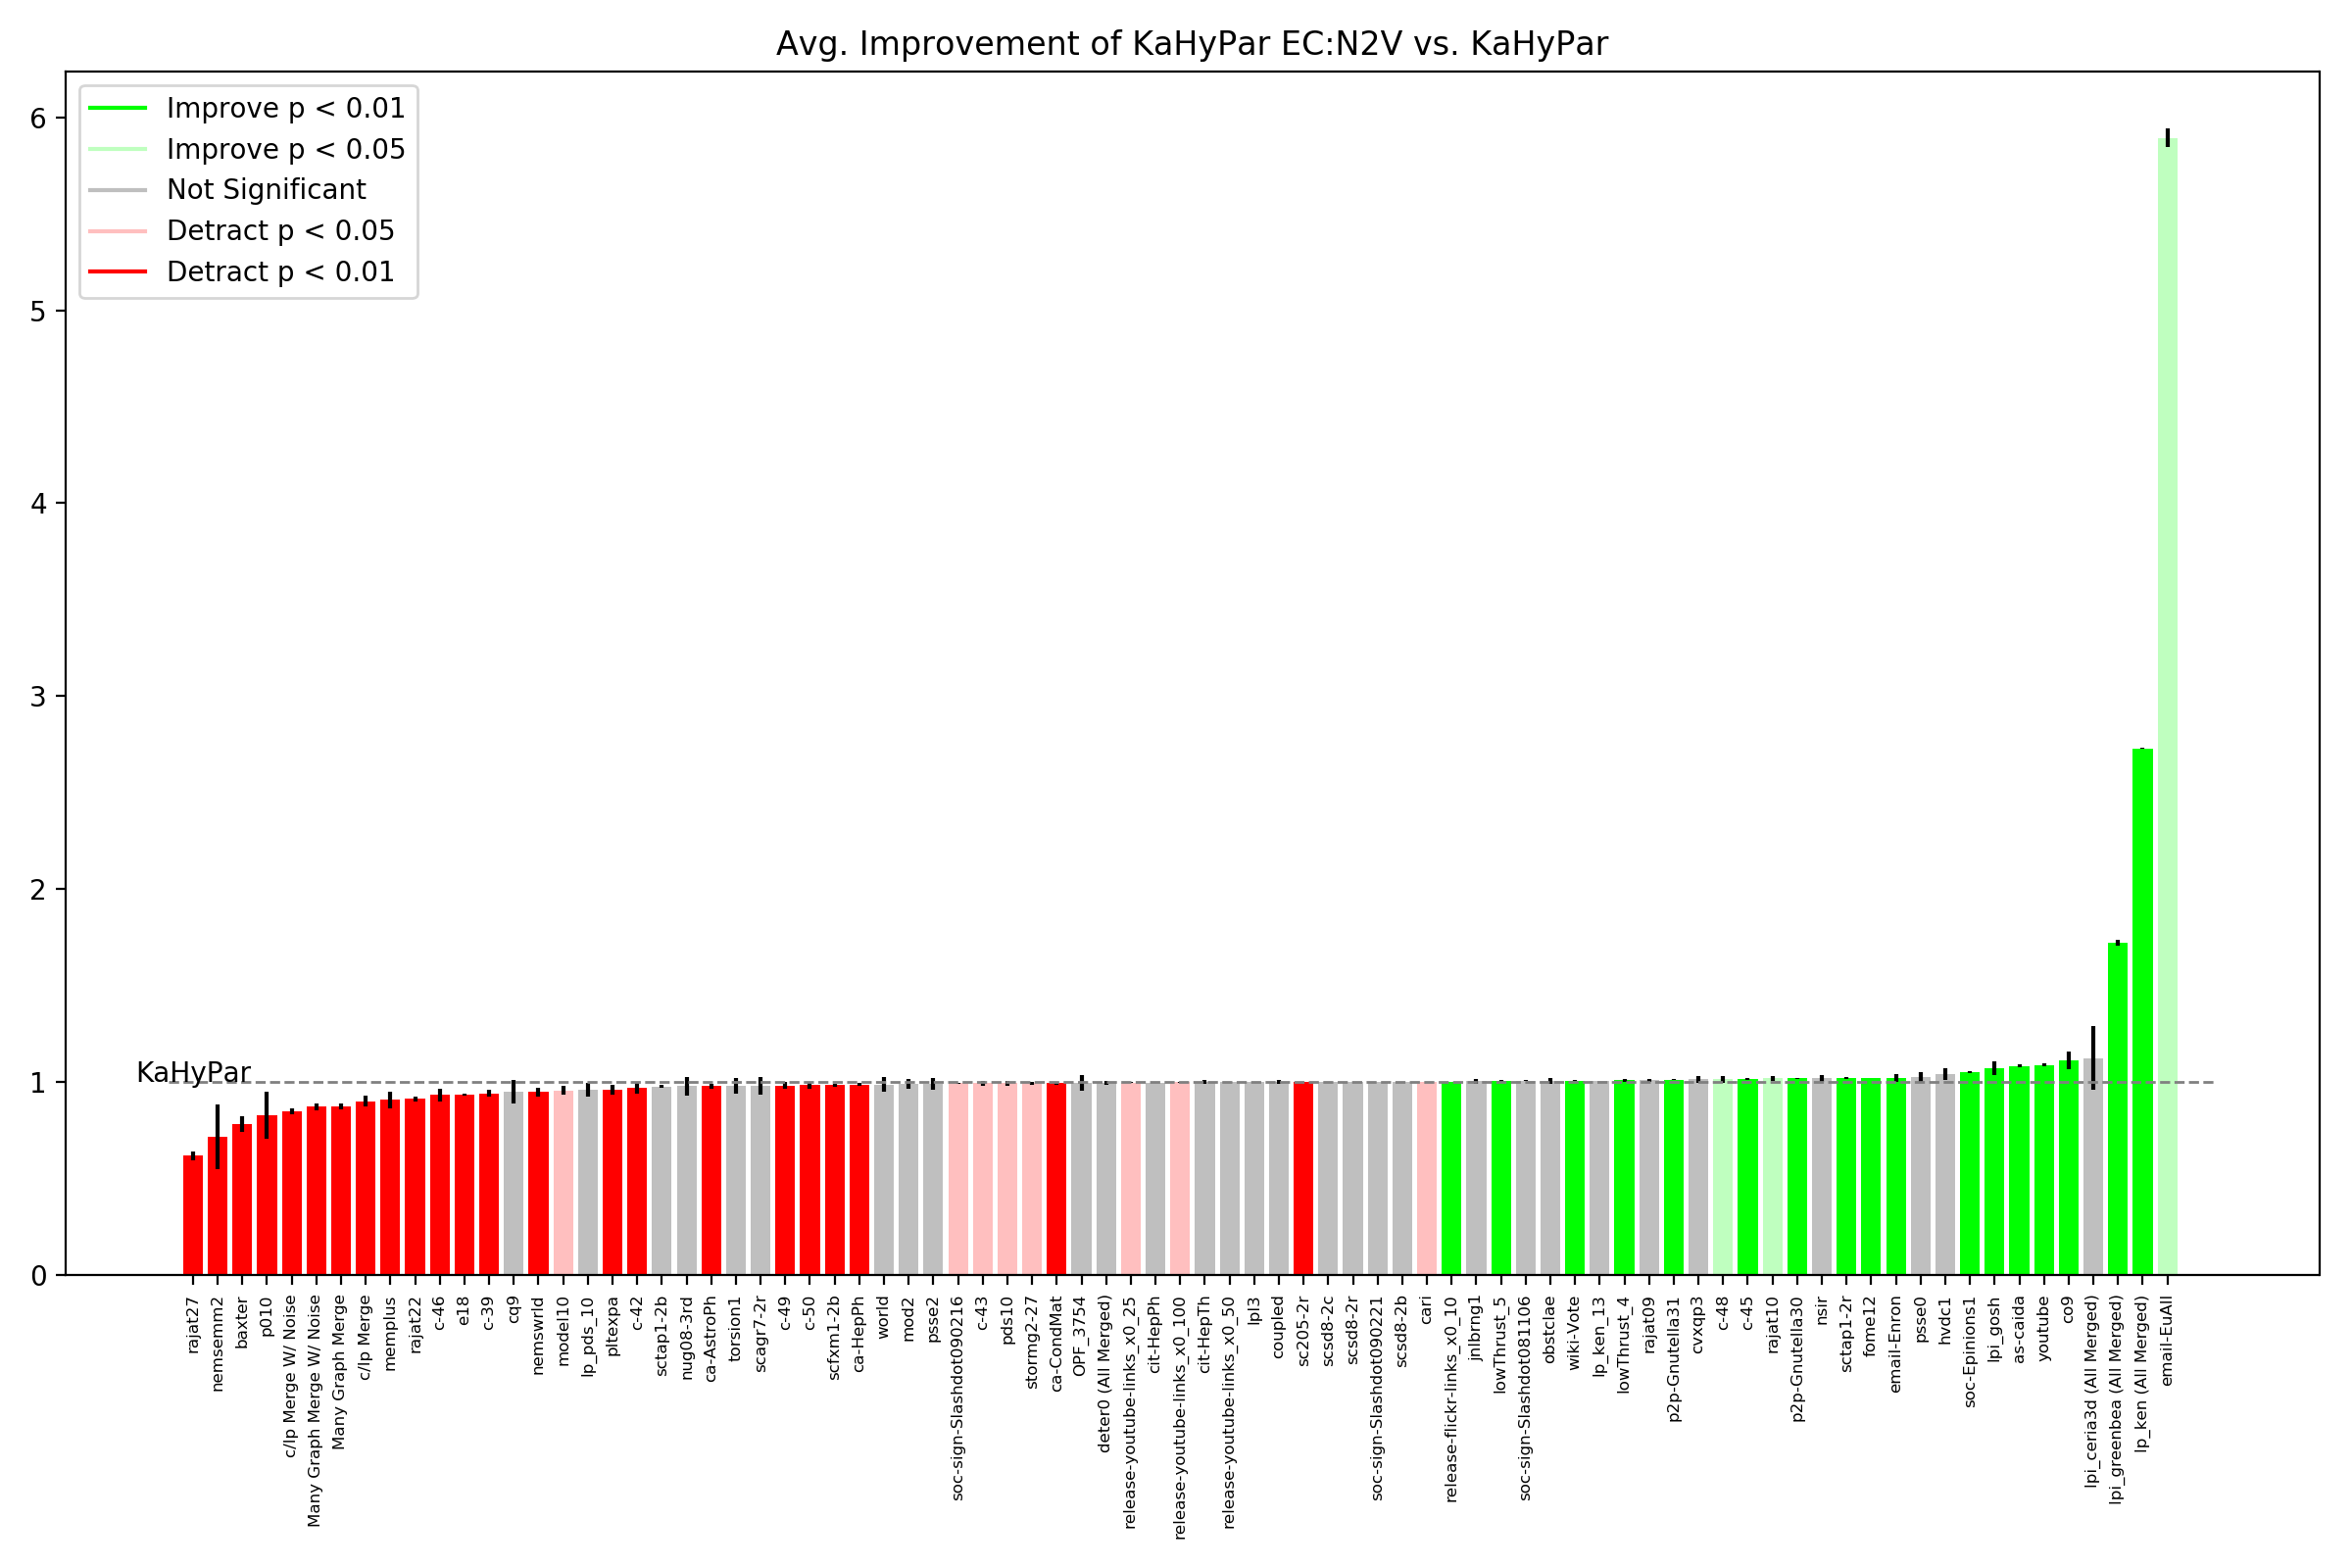 Avg. Improvement of KaHyPar EC:N2V vs. KaHyPar
Improve p < 0.01
Improve p < 0.05
Not Significant
Detract p < 0.05
Detract p < 0.01
6
5
4
3
2
1
0
KaHyPar
rajat27
nemsemm2
baxter
p010
c/lp Merge W/ Noise
Many Graph Merge W/ Noise
Many Graph Merge
c/lp Merge
memplus
rajat22
c-46
e18
c-39
cq9
nemswrld
model10
lp_pds_10
pltexpa
c-42
sctap1-2b
nug08-3rd
ca-AstroPh
torsion1
scagr7-2r
c-49
c-50
scfxm1-2b
ca-HepPh
world
mod2
psse2
soc-sign-Slashdot090216
c-43
pds10
stormg2-27
ca-CondMat
OPF_3754
deter0 (All Merged)
release-youtube-links_x0_25
cit-HepPh
release-youtube-links_x0_100
cit-HepTh
release-youtube-links_x0_50
lpl3
coupled
sc205-2r
scsd8-2c
scsd8-2r
soc-sign-Slashdot090221
scsd8-2b
cari
release-flickr-links_x0_10
jnlbrng1
lowThrust_5
soc-sign-Slashdot081106
obstclae
wiki-Vote
lp_ken_13
lowThrust_4
rajat09
p2p-Gnutella31
cvxqp3
c-48
c-45
rajat10
p2p-Gnutella30
nsir
sctap1-2r
fome12
email-Enron
psse0
hvdc1
soc-Epinions1
lpi_gosh
as-caida
youtube
co9
lpi_ceria3d (All Merged)
lpi_greenbea (All Merged)
lp_ken (All Merged)
email-EuAll